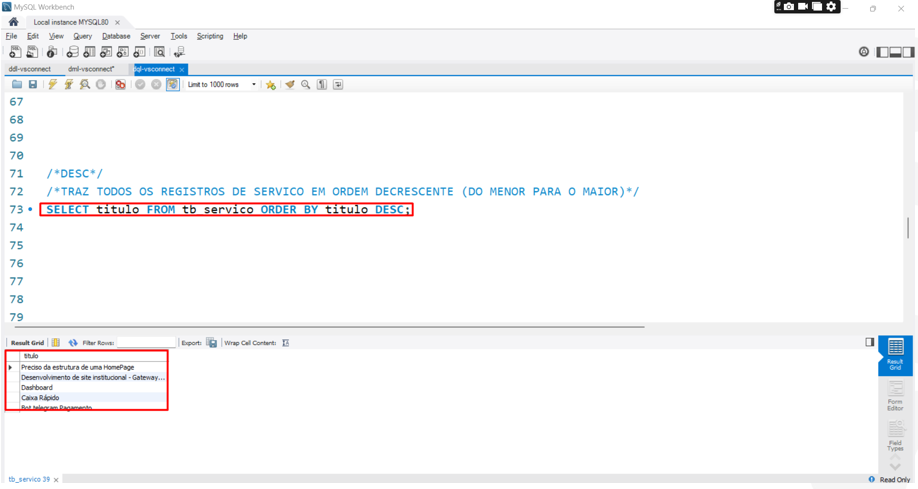 MySQL Workbench
Local instance MYSQL80 ×
File Edit View Query Database Server Tools Scripting Help
ddl-vsconnect dml-vsconnect* dql-vsconnect ×
Limit to 1000 rows
67
68
69
70
71 /*DESC*/
72 /*TRAZ TODOS OS REGISTROS DE SERVICO EM ORDEM DECRESCENTE (DO MENOR PARA O MAIOR)*/
73 SELECT titulo FROM tb_servico ORDER BY titulo DESC;
74
75
76
77
78
79
Result Grid Filter Rows: Export: Wrap Cell Content:
titulo
Preciso da estrutura de uma HomePage
Desenvolvimento de site institucional - Gateway...
Dashboard
Caixa Rápido
Bot telegram Pagamento
Result
Grid
Form
Editor
Field
Types
tb_servico 39 ×
Read Only